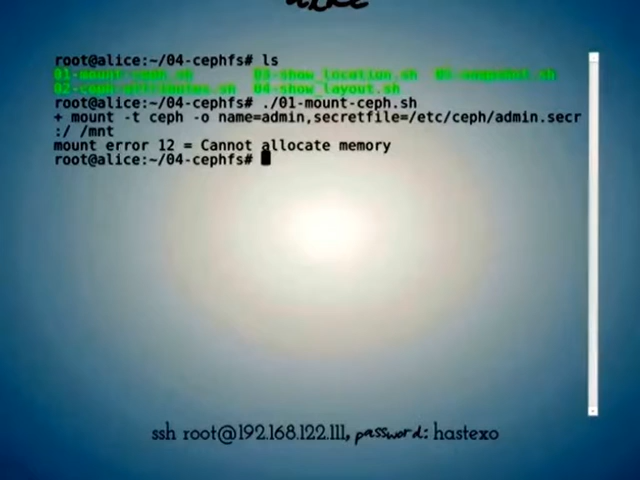 alice
root@alice:~/04-cephfs# ls
01-mount-ceph.sh 03-show_location.sh 05-snapshot.sh
02-ceph-attributes.sh 04-show_layout.sh
root@alice:~/04-cephfs# ./01-mount-ceph.sh
+ mount -t ceph -o name=admin,secretfile=/etc/ceph/admin.secr
:/ /mnt
mount error 12 = Cannot allocate memory
root@alice:~/04-cephfs#
ssh root@192.168.122.111, password: hastexo